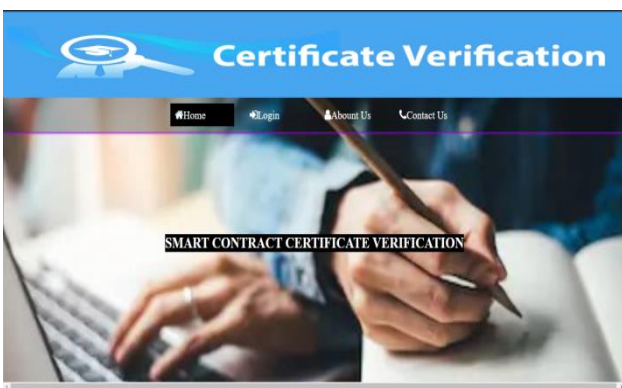 Certificate Verification
Home Login Abount Us Contact Us
SMART CONTRACT CERTIFICATE VERIFICATION